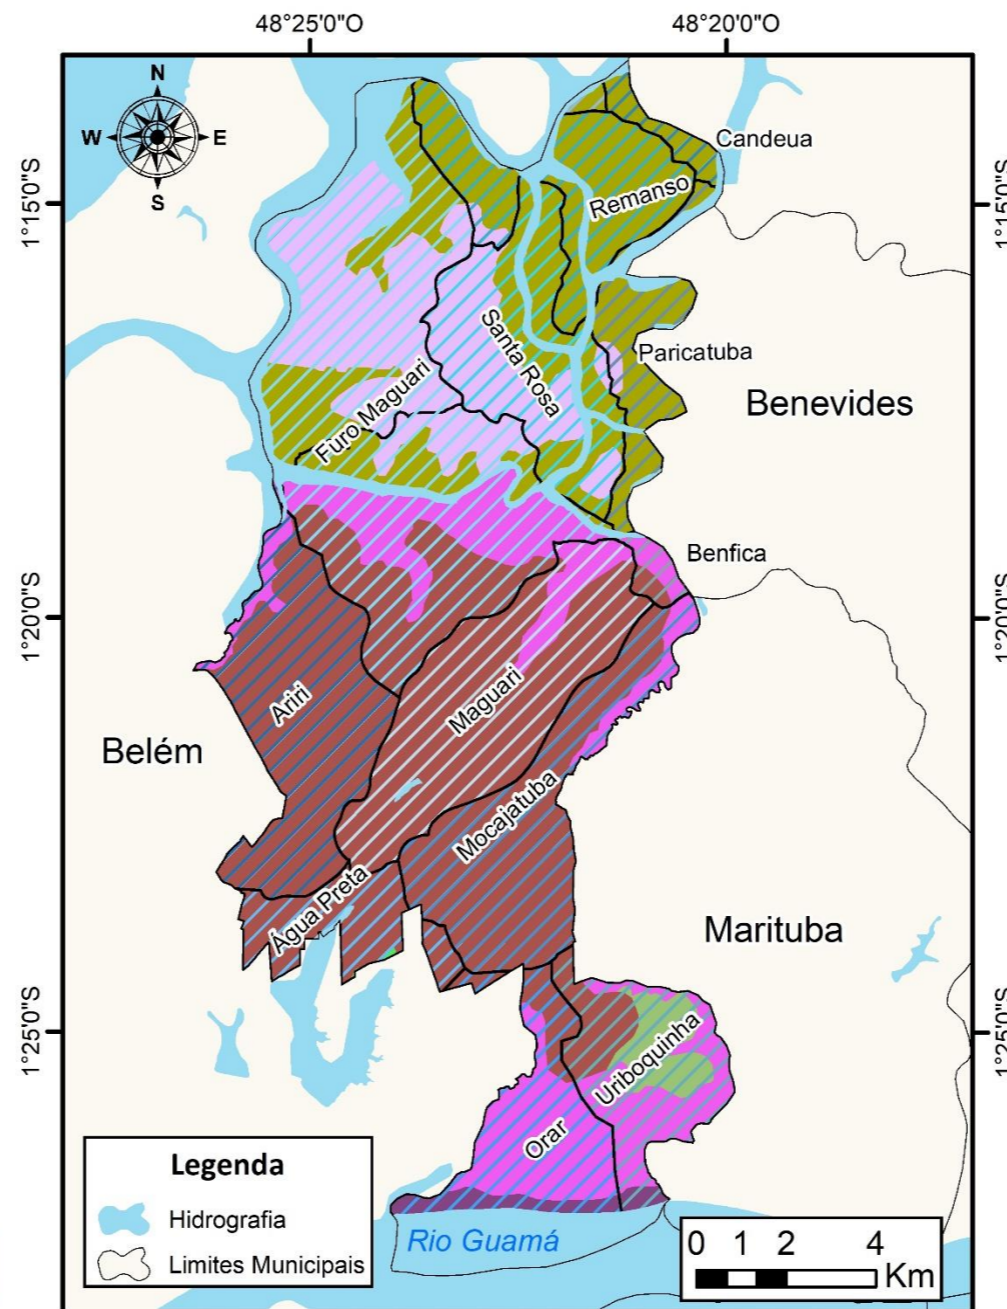 48°25'0"O
48°20'0"O
N
W
E
S
1°15'0"S
1°15'0"S
Candeua
Remanso
Santa Rosa
Paricatuba
Furo Maguari
Benevides
Benfica
1°20'0"S
1°20'0"S
Ariri
Maguari
Belém
Mocajatuba
Água Preta
Marituba
1°25'0"S
1°25'0"S
Uriboquinha
Orar
Legenda
Hidrografia
Limites Municipais
Rio Guamá
0 1 2 4
Km